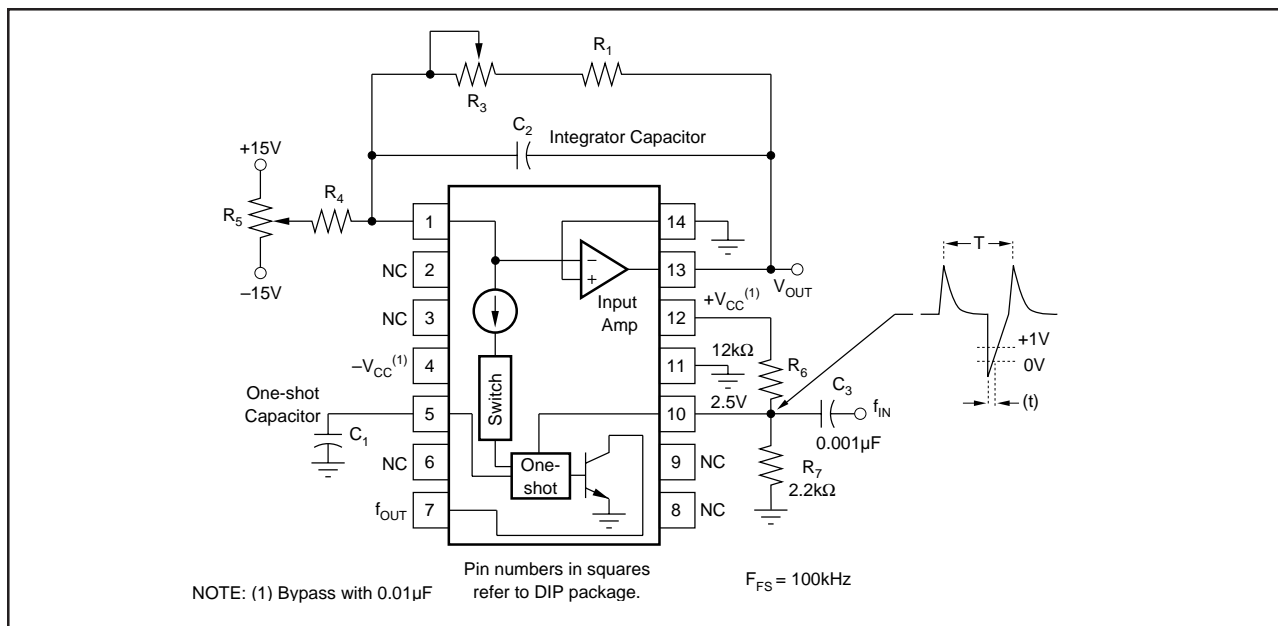 R1
R3
C2
Integrator Capacitor
+15V
R5
R4
–15V
1
14
NC
2
13
VOUT
NC
3
Input
Amp
+VCC(1)
12
–VCC(1)
4
12kΩ
11
R6
One-shot
Capacitor
Switch
5
2.5V
10
C3
fIN
C1
0.001µF
NC
6
One-
shot
9
NC
R7
2.2kΩ
fOUT
7
8
NC
T
+1V
0V
(t)
Pin numbers in squares
refer to DIP package.
FFS = 100kHz
NOTE: (1) Bypass with 0.01µF
–
+